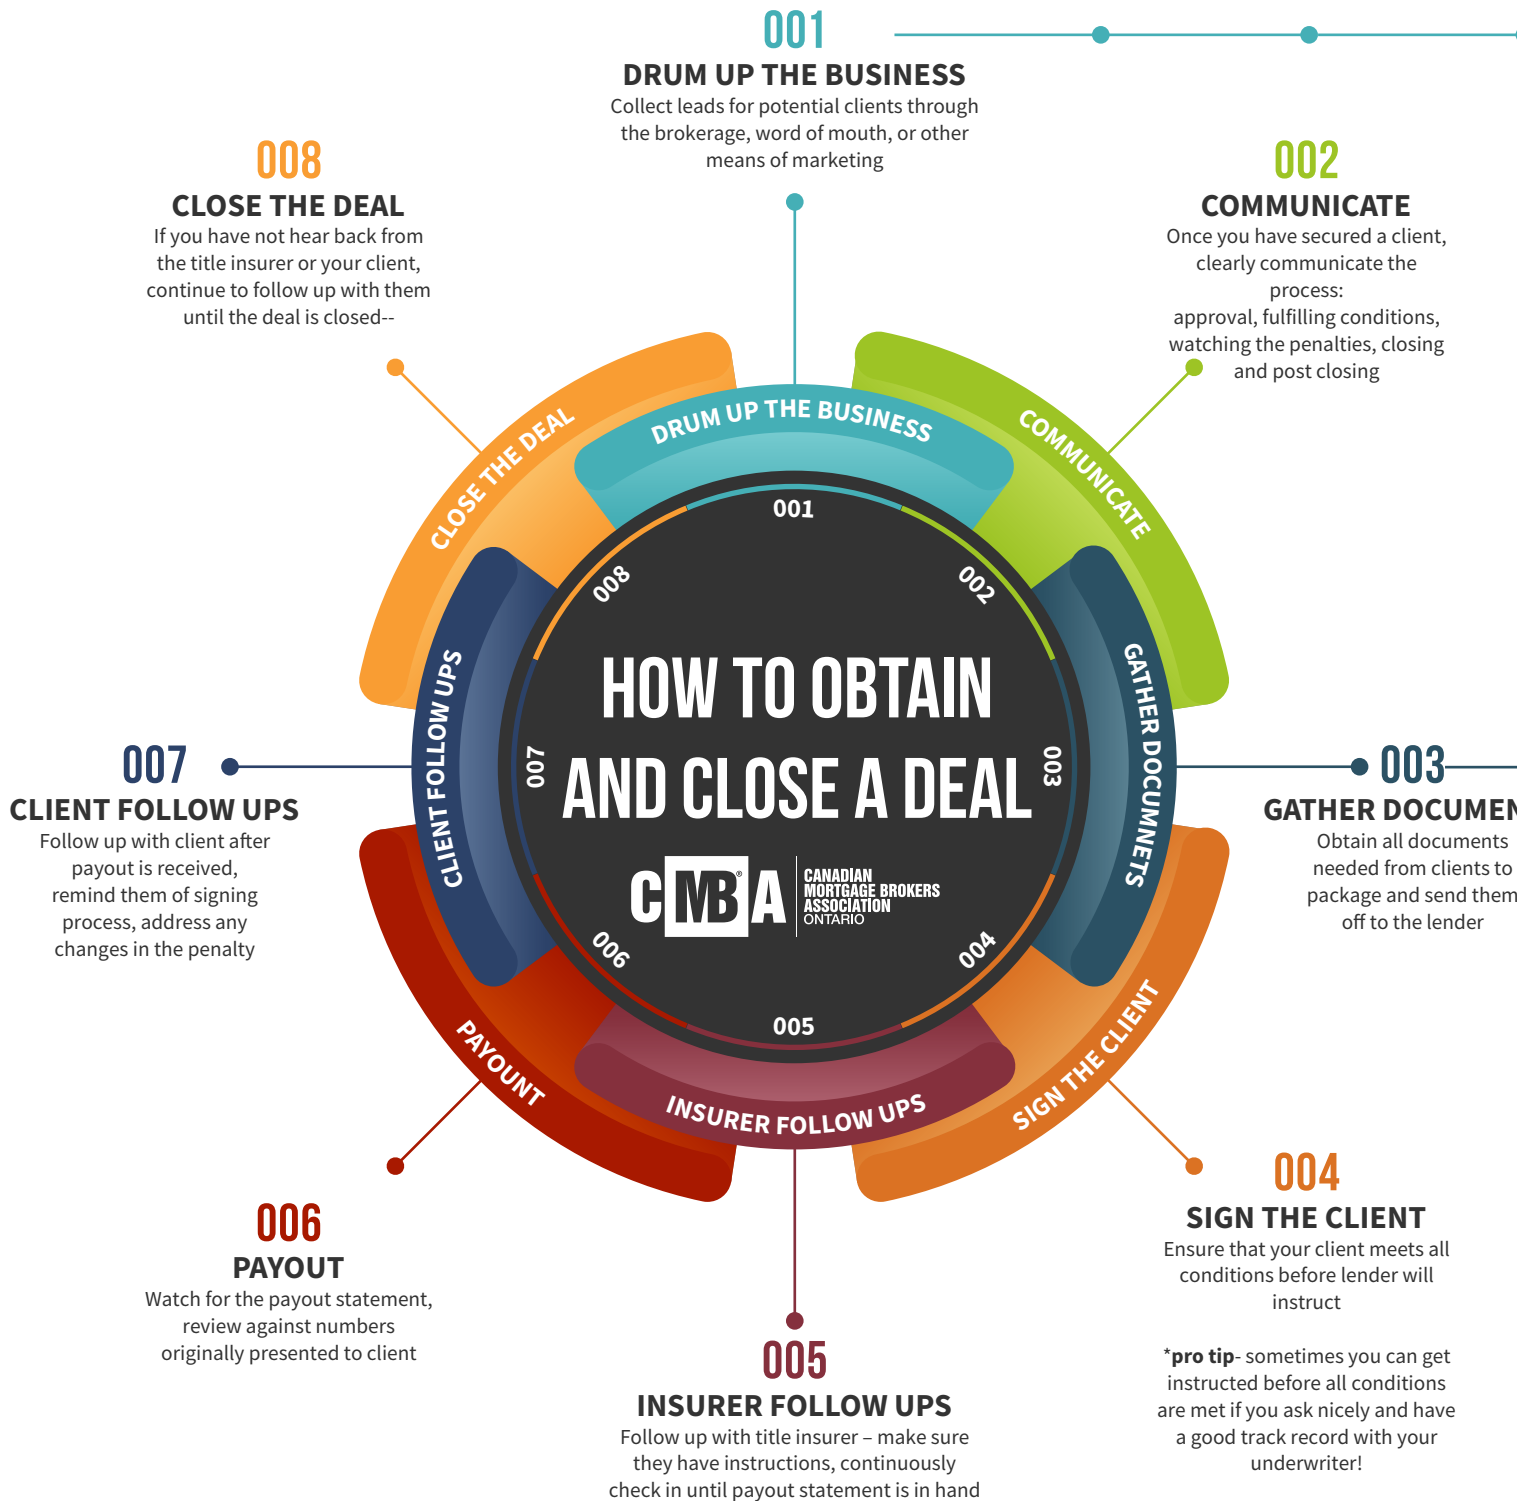 001
DRUM UP THE BUSINESS
Collect leads for potential clients through
the brokerage, word of mouth, or other
means of marketing
002
COMMUNICATE
Once you have secured a client,
clearly communicate the
process:
approval, fulfilling conditions,
watching the penalties, closing
and post closing
003
GATHER DOCUMEN
Obtain all documents
needed from clients to
package and send them
off to the lender
004
SIGN THE CLIENT
Ensure that your client meets all
conditions before lender will
instruct
*pro tip- sometimes you can get
instructed before all conditions
are met if you ask nicely and have
a good track record with your
underwriter!
005
INSURER FOLLOW UPS
Follow up with title insurer – make sure
they have instructions, continuously
check in until payout statement is in hand
006
PAYOUT
Watch for the payout statement,
review against numbers
originally presented to client
007
CLIENT FOLLOW UPS
Follow up with client after
payout is received,
remind them of signing
process, address any
changes in the penalty
008
CLOSE THE DEAL
If you have not hear back from
the title insurer or your client,
continue to follow up with them
until the deal is closed--
DRUM UP THE BUSINESS
COMMUNICATE
GATHER DOCUMNETS
SIGN THE CLIENT
INSURER FOLLOW UPS
PAYOUNT
CLIENT FOLLOW UPS
CLOSE THE DEAL
001
002
003
004
005
006
007
008
HOW TO OBTAIN
AND CLOSE A DEAL
CMBA®
CANADIAN
MORTGAGE BROKERS
ASSOCIATION
ONTARIO